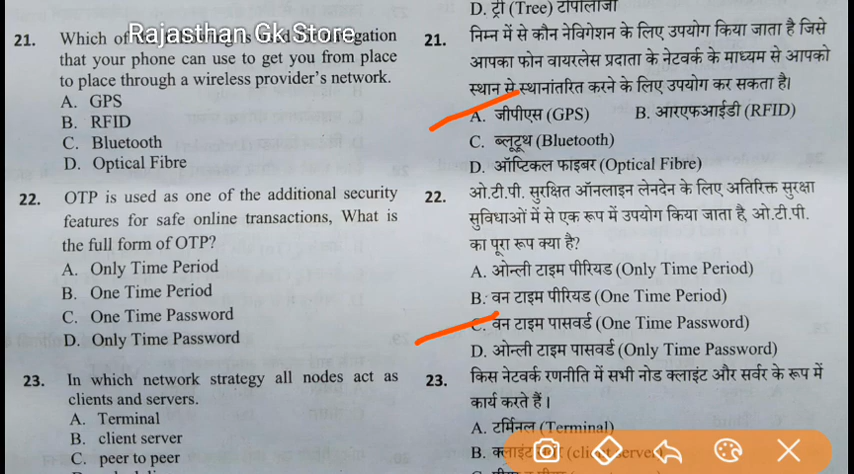 D. ट्री (Tree) टोपोलॉजी
Rajasthan Gk Store
21. Which of egation
that your phone can use to get you from place
to place through a wireless provider's network.
A. GPS
B. RFID
C. Bluetooth
D. Optical Fibre
22. OTP is used as one of the additional security
features for safe online transactions, What is
the full form of OTP?
A. Only Time Period
B. One Time Period
C. One Time Password
D. Only Time Password
23. In which network strategy all nodes act as
clients and servers.
A. Terminal
B. client server
C. peer to peer
21. निम्न में से कौन नेविगेशन के लिए उपयोग किया जाता है जिसे
आपका फोन वायरलेस प्रदाता के नेटवर्क के माध्यम से आपको
स्थान से स्थानांतरित करने के लिए उपयोग कर सकता है।
A. जीपीएस (GPS) B. आरएफआईडी (RFID)
C. ब्लूटूथ (Bluetooth)
D. ऑप्टिकल फाइबर (Optical Fibre)
22. ओ.टी.पी. सुरक्षित ऑनलाइन लेनदेन के लिए अतिरिक्त सुरक्षा
सुविधाओं में से एक रूप में उपयोग किया जाता है, ओ.टी.पी.
का पूरा रूप क्या है?
A. ओन्ली टाइम पीरियड (Only Time Period)
B. वन टाइम पीरियड (One Time Period)
C. वन टाइम पासवर्ड (One Time Password)
D. ओन्ली टाइम पासवर्ड (Only Time Password)
23. किस नेटवर्क रणनीति में सभी नोड क्लाइंट और सर्वर के रूप में
कार्य करते हैं।
A. टर्मिनल (Terminal)
B.